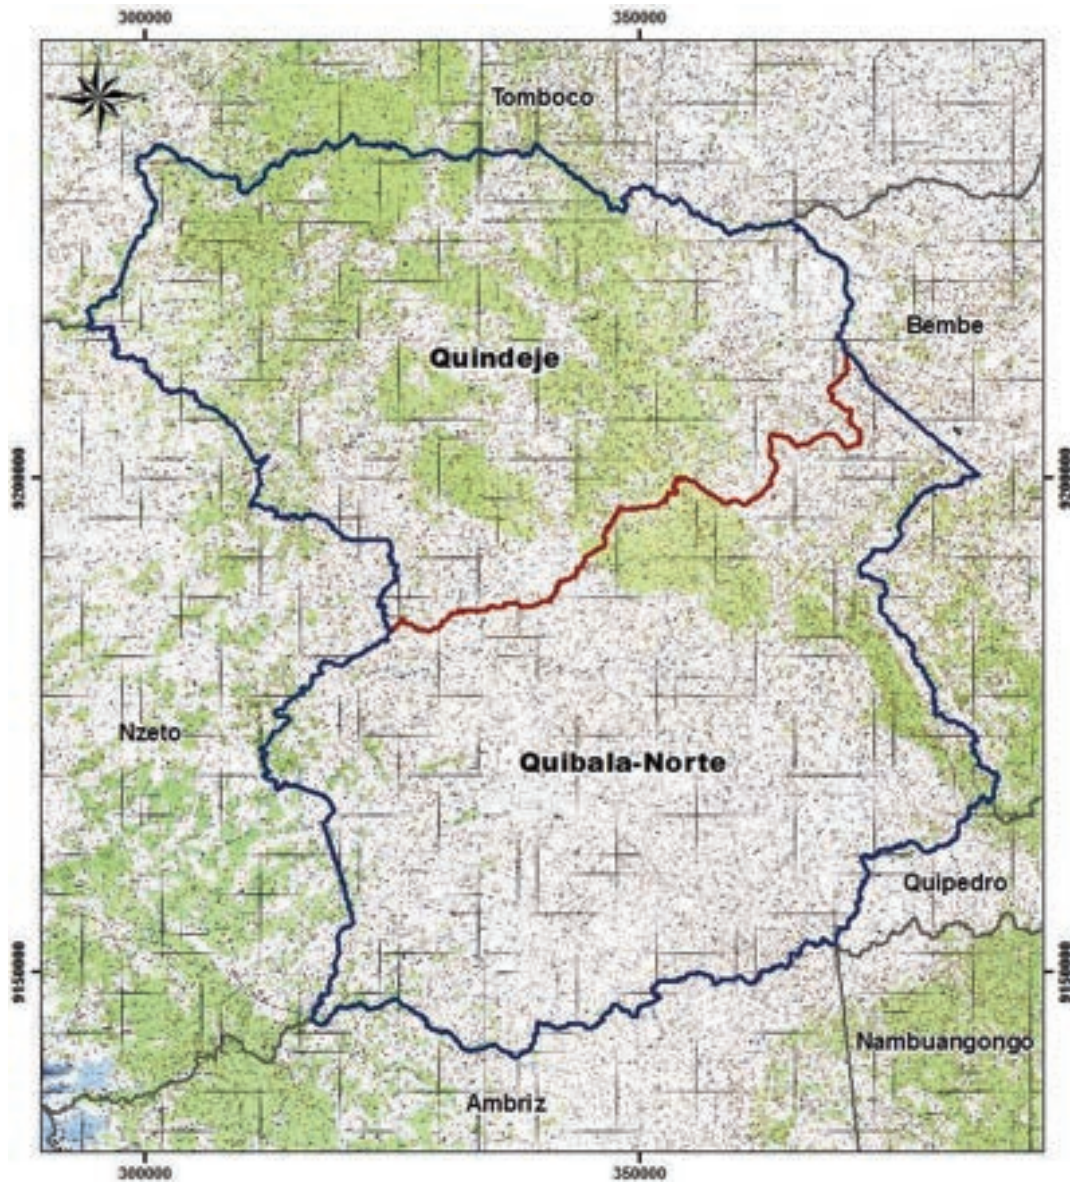 300000 350000
Tomboco
Bembe
Quindeje
9200000 9200000
Nzeto
Quibala-Norte
Quipedro
9150000 9150000
Nambuangongo
Ambriz
300000 350000